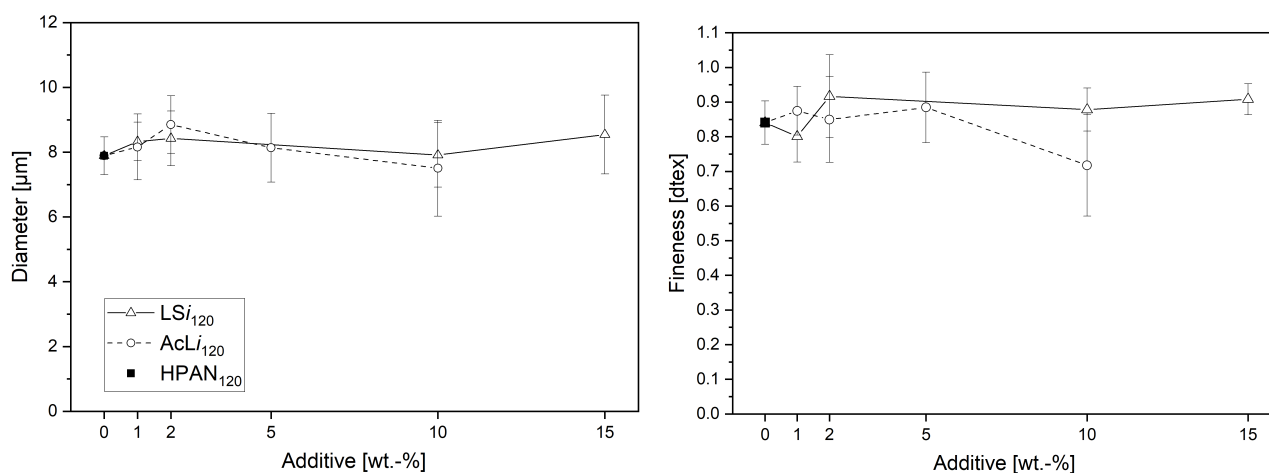 12
10
8
6
4
2
0
Diameter [µm]
LSi₁₂₀
AcLi₁₂₀
HPAN₁₂₀
0 1 2 5 10 15
Additive [wt.-%]
1.1
1.0
0.9
0.8
0.7
0.6
0.5
0.4
0.3
0.2
0.1
0.0
Fineness [dtex]
0 1 2 5 10 15
Additive [wt.-%]